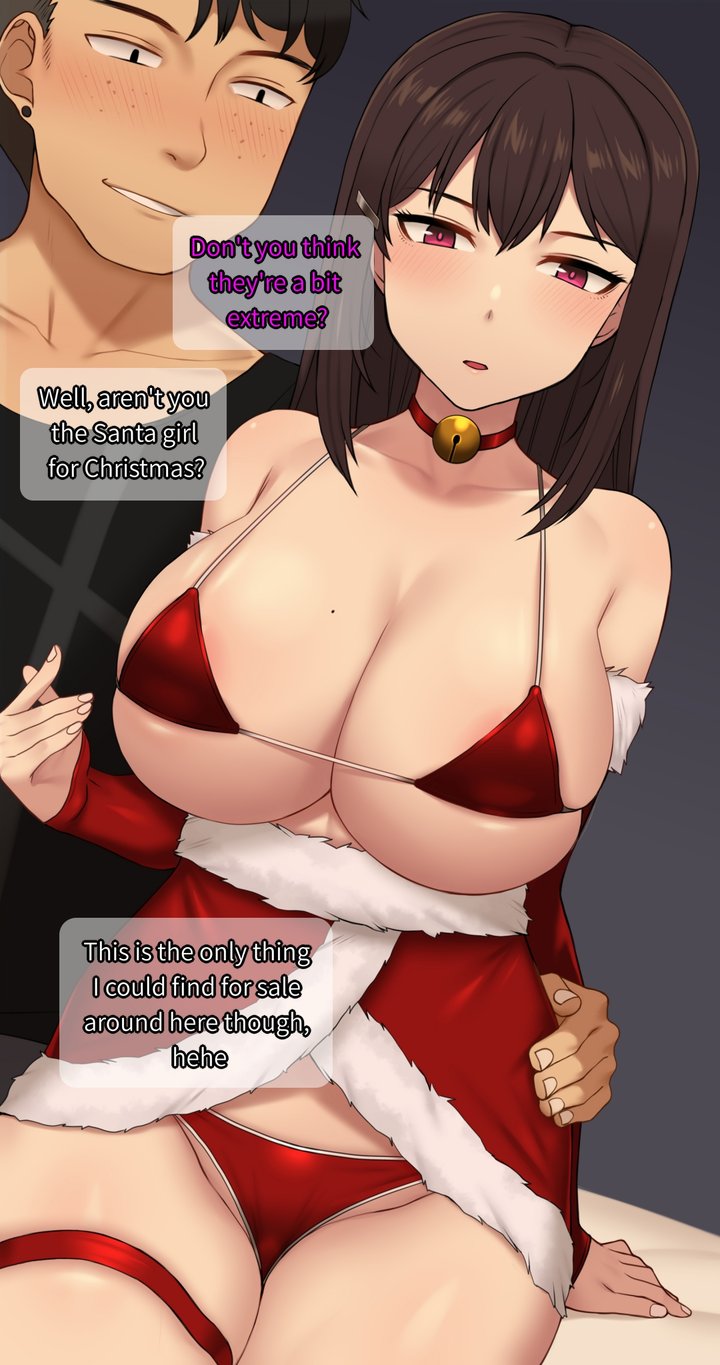 Don't you think
they're a bit
extreme?
Well, aren't you
the Santa girl
for Christmas?
This is the only thing
I could find for sale
around here though,
hehe